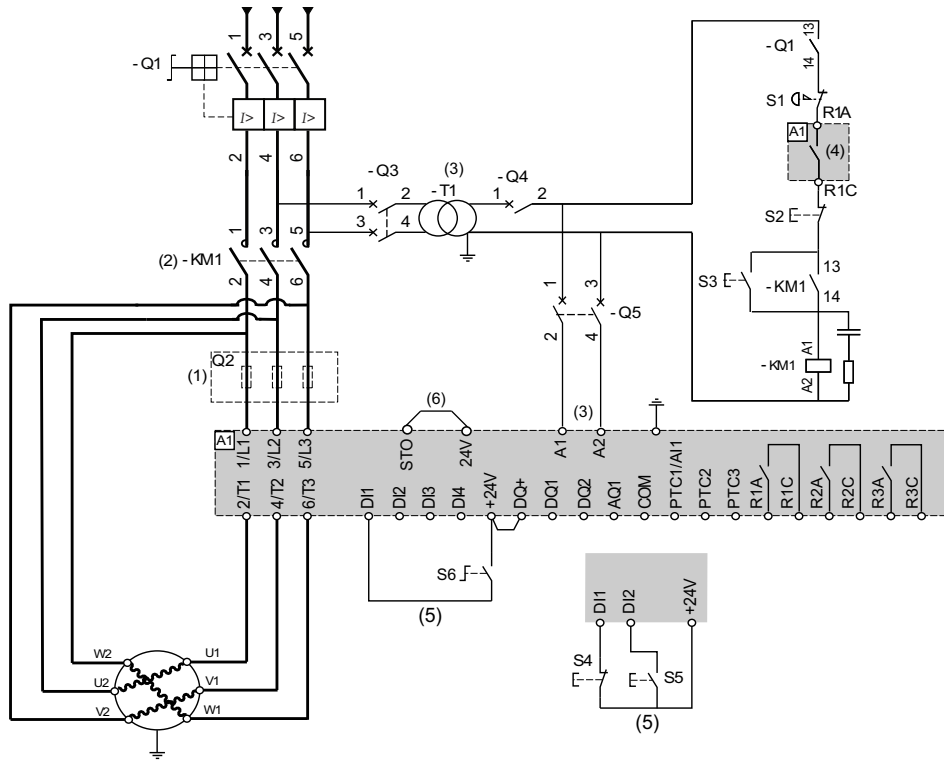 1 3 5
-Q1
I> I> I>
2 4 6
-Q3
1 2
3 4
(3)
-T1
-Q4
1 2
13
-Q1
14
S1
R1A
A1
(4)
R1C
S2
S3
13
-KM1
14
A1
-KM1
A2
1 3 5
(2) -KM1
2 4 6
1 3
-Q5
2 4
Q2
(1)
(6)
(3)
A1
1/L1 3/L2 5/L3
STO 24V
A1 A2
2/T1 4/T2 6/T3
DI1 DI2 DI3 DI4 +24V DQ+ DQ1 DQ2 AQ1 COM PTC1/AI1 PTC2 PTC3 R1A R1C R2A R2C R3A R3C
S6
(5)
DI1 DI2 +24V
S4
S5
(5)
W2 U1
U2 V1
V2 W1